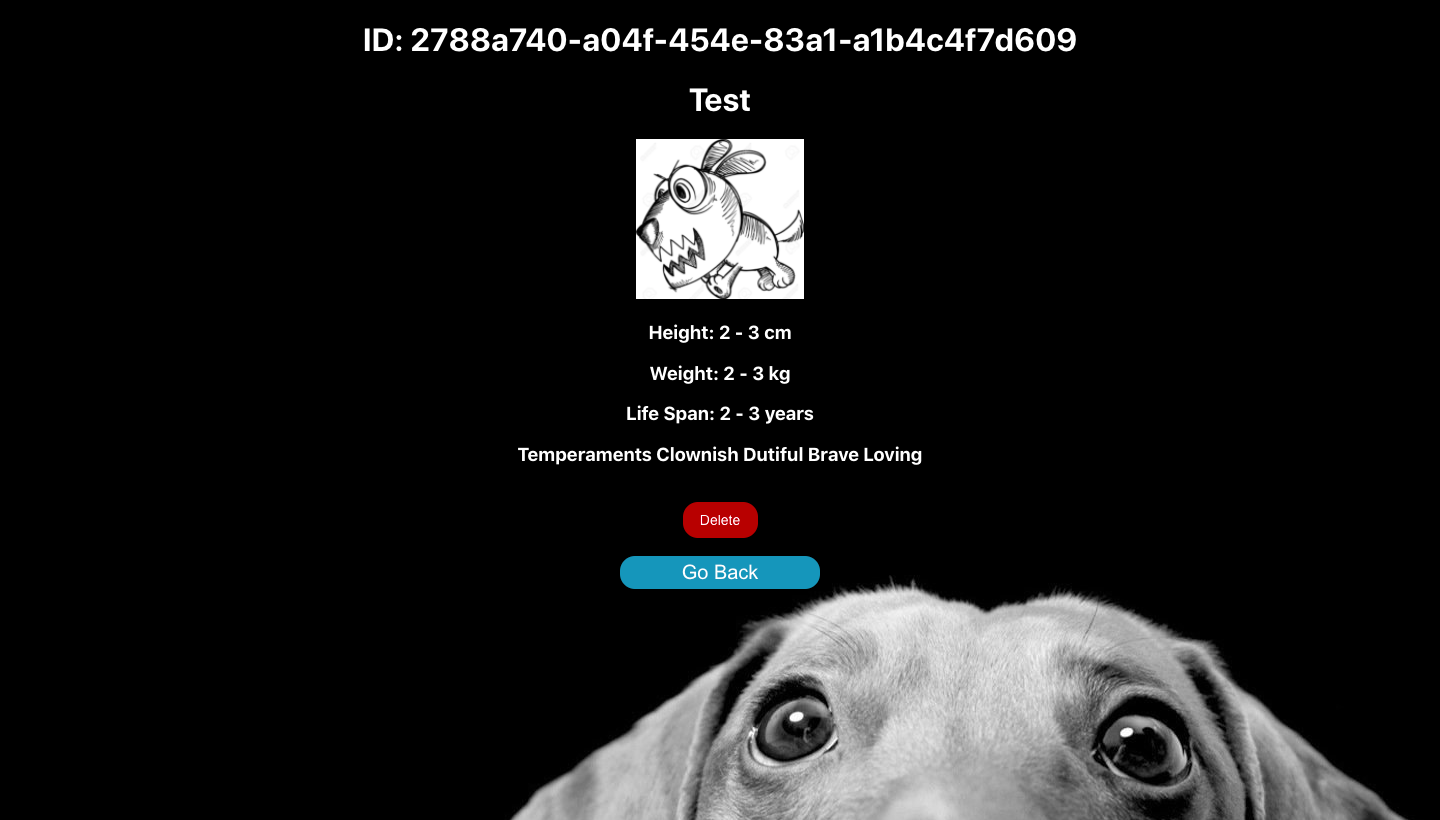 ID: 2788a740-a04f-454e-83a1-a1b4c4f7d609
Test
Height: 2 - 3 cm
Weight: 2 - 3 kg
Life Span: 2 - 3 years
Temperaments Clownish Dutiful Brave Loving
Delete
Go Back